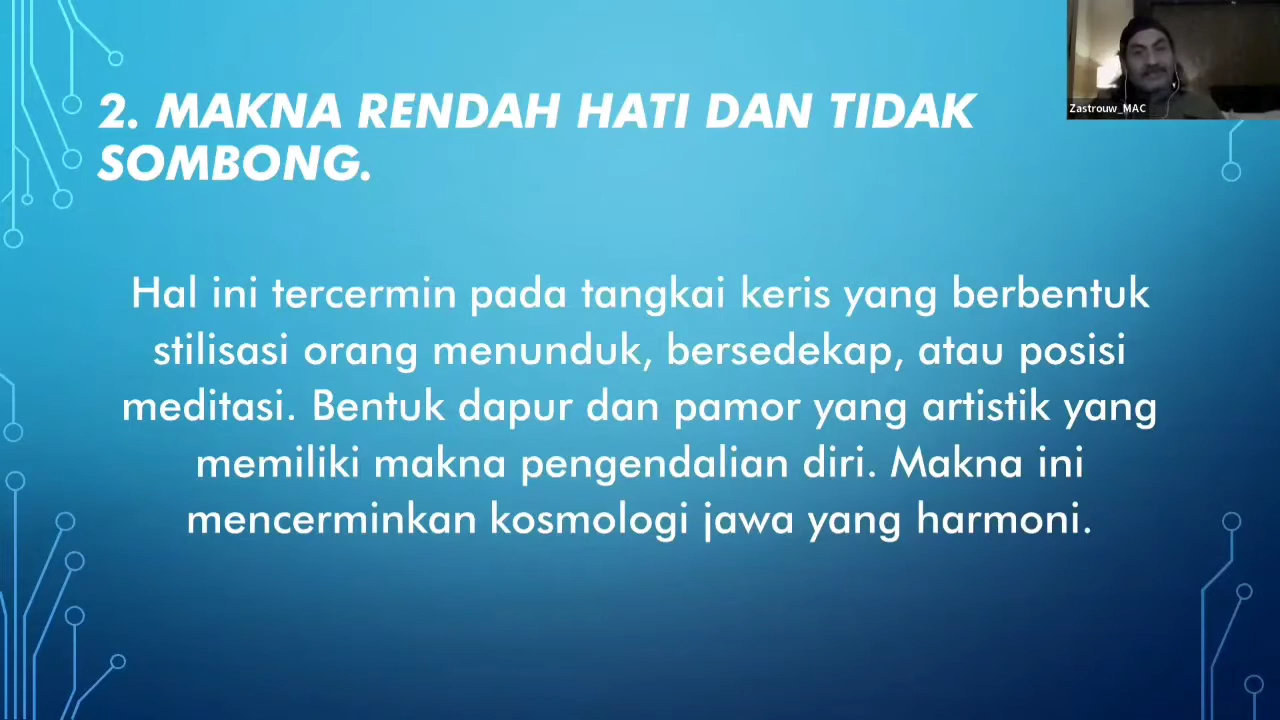 2. MAKNA RENDAH HATI DAN TIDAK
SOMBONG.
Zastrouw_MAC
Hal ini tercermin pada tangkai keris yang berbentuk
stilisasi orang menunduk, bersedekap, atau posisi
meditasi. Bentuk dapur dan pamor yang artistik yang
memiliki makna pengendalian diri. Makna ini
mencerminkan kosmologi jawa yang harmoni.